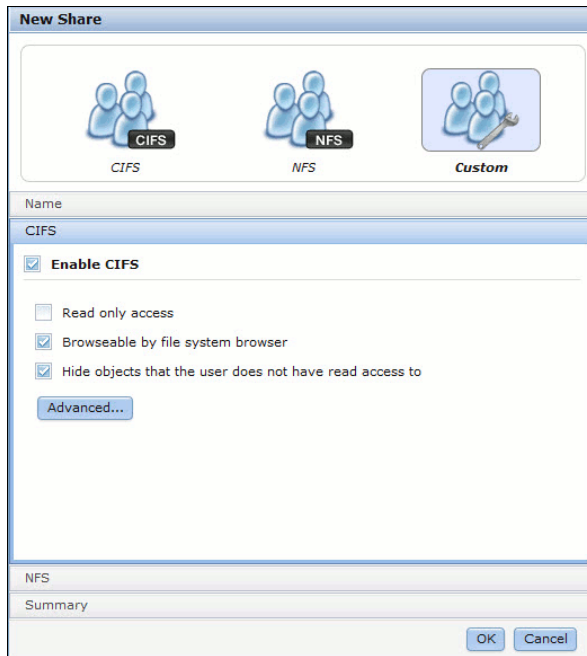 New Share
CIFS
NFS
CIFS
NFS
Custom
Name
CIFS
Enable CIFS
Read only access
Browseable by file system browser
Hide objects that the user does not have read access to
Advanced...
NFS
Summary
OK
Cancel